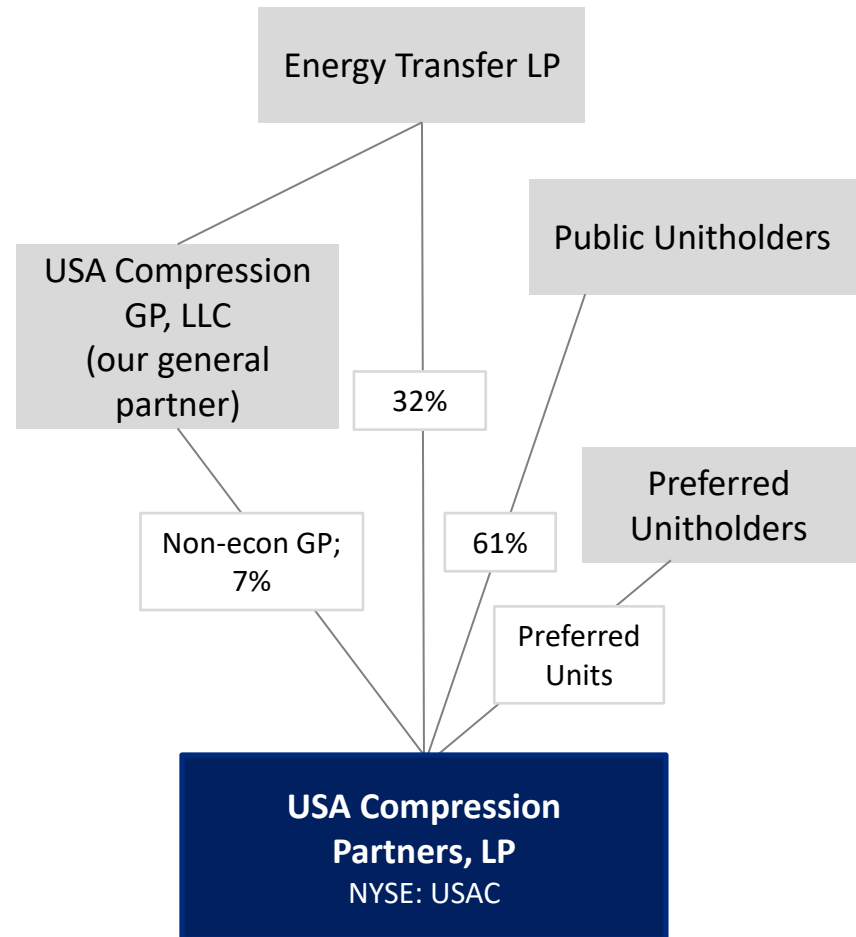 Energy Transfer LP
Public Unitholders
USA Compression
GP, LLC
(our general
partner)
32%
Preferred
Unitholders
Non-econ GP;
7%
61%
Preferred
Units
USA Compression
Partners, LP
NYSE: USAC